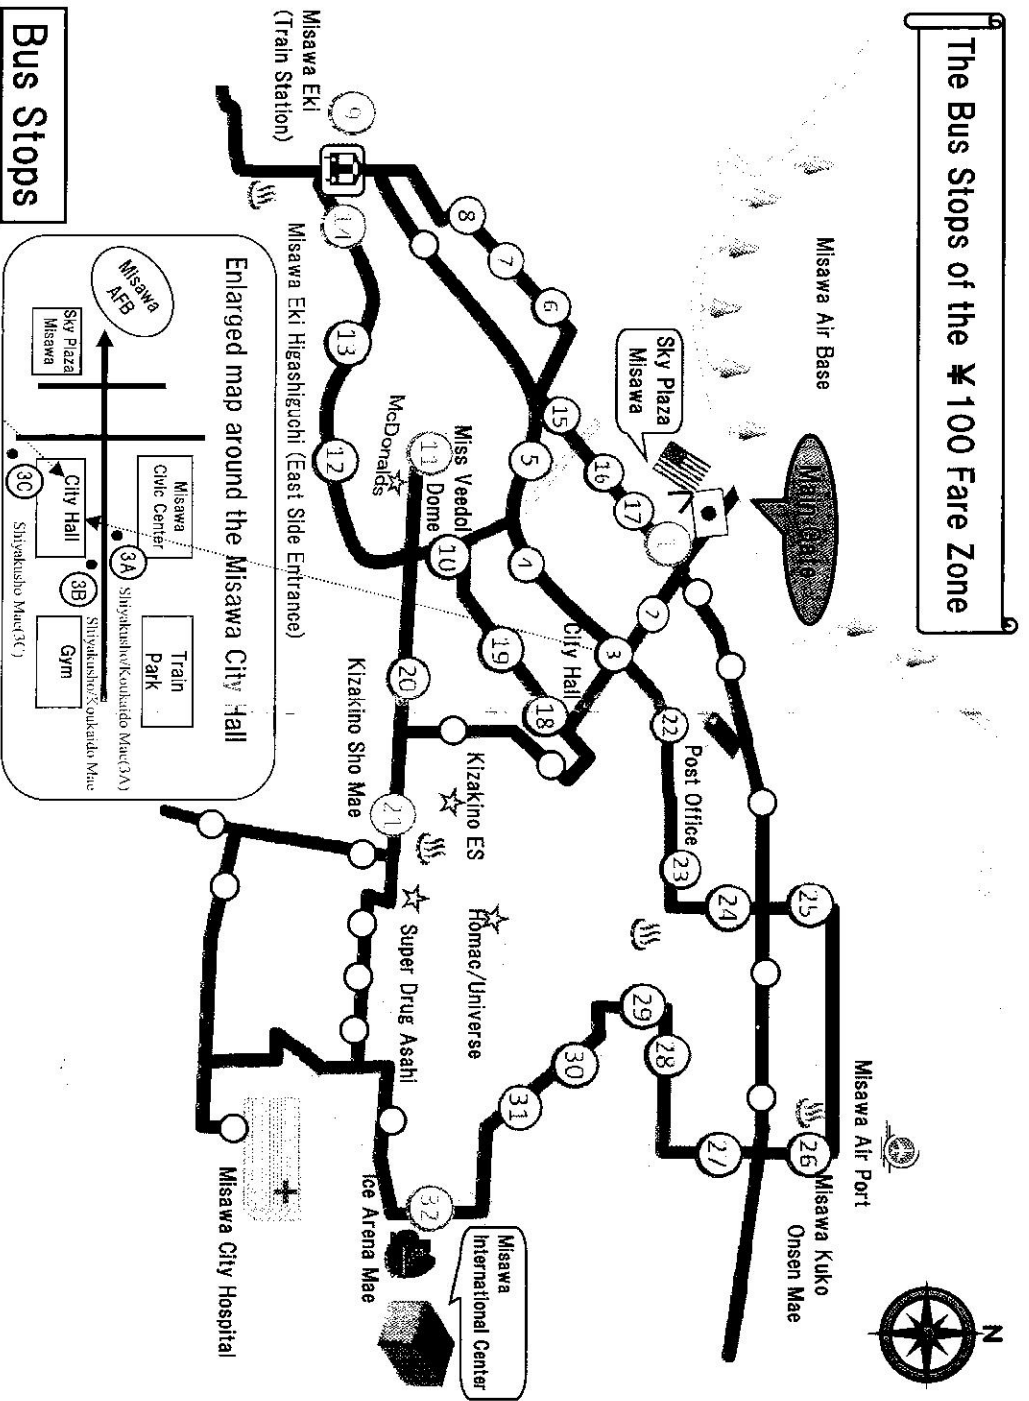 The Bus Stops of the ¥100 Fare Zone
N
Misawa Air Base
Main Gate
Misawa Air Port
Sky Plaza
Misawa
Misawa Kuko
Onsen Mae
Misawa Eki
(Train Station)
Misawa Eki Higashiguchi (East Side Entrance)
McDonalds
Miss Veedol
Dome
City Hall
Post Office
Kizakino Sho Mae
Kizakino ES
Homac/Universe
Super Drug Asahi
Ice Arena Mae
Misawa
International Center
Misawa City Hospital
1
2
3
4
5
6
7
8
9
10
11
12
13
14
15
16
17
18
19
20
21
22
23
24
25
26
27
28
29
30
31
32
Enlarged map around the Misawa City Hall
Misawa
AFB
Sky Plaza
Misawa
Misawa
Civic Center
Train
Park
City Hall
Gym
3A
Shiyakusho/Koukaido Mae(3A)
3B
Shiyakusho/Koukaido Mae
3C
Shiyakusho Mae(3C)
Bus Stops